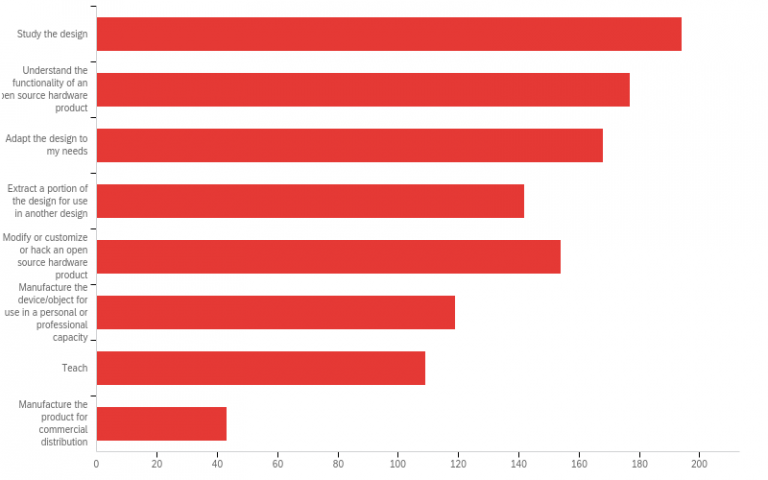 Study the design
Understand the
functionality of an
en source hardware
product
Adapt the design to
my needs
Extract a portion of
the design for use
in another design
Modify or customize
or hack an open
source hardware
product
Manufacture the
device/object for
use in a personal or
professional
capacity
Teach
Manufacture the
product for
commercial
distribution
0 20 40 60 80 100 120 140 160 180 200